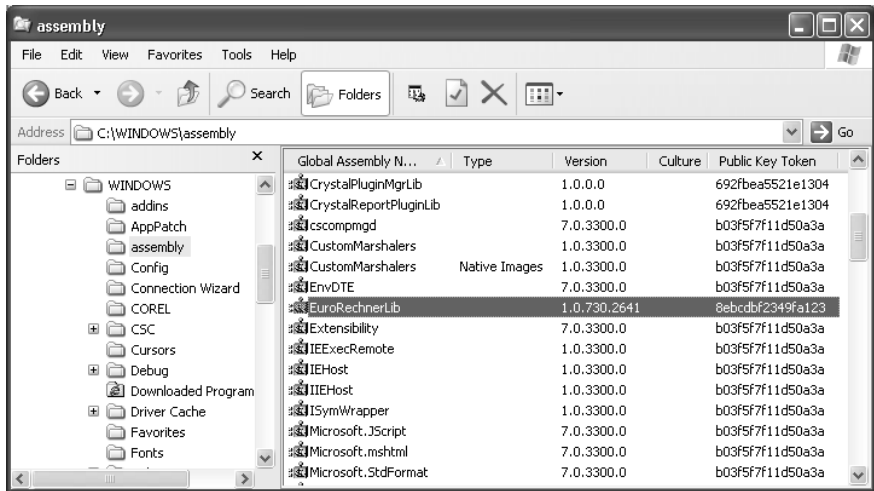 assembly
File Edit View Favorites Tools Help
Back Search Folders
Address C:\WINDOWS\assembly Go
Folders x Global Assembly N... Type Version Culture Public Key Token
WINDOWS CrystalPluginMgrLib 1.0.0.0 692fbea5521e1304
addins CrystalReportPluginLib 1.0.0.0 692fbea5521e1304
AppPatch cscompmgd 7.0.3300.0 b03f5f7f11d50a3a
assembly CustomMarshalers 1.0.3300.0 b03f5f7f11d50a3a
Config CustomMarshalers Native Images 1.0.3300.0 b03f5f7f11d50a3a
Connection Wizard EnvDTE 7.0.3300.0 b03f5f7f11d50a3a
COREL EuroRechnerLib 1.0.730.2641 8ebcdbf2349fa123
CSC Extensibility 7.0.3300.0 b03f5f7f11d50a3a
Cursors IEExecRemote 1.0.3300.0 b03f5f7f11d50a3a
Debug IEHost 1.0.3300.0 b03f5f7f11d50a3a
Downloaded Program IIEHost 1.0.3300.0 b03f5f7f11d50a3a
Driver Cache ISymWrapper 1.0.3300.0 b03f5f7f11d50a3a
Favorites Microsoft.JScript 7.0.3300.0 b03f5f7f11d50a3a
Fonts Microsoft.mshtml 7.0.3300.0 b03f5f7f11d50a3a
Microsoft.StdFormat 7.0.3300.0 b03f5f7f11d50a3a